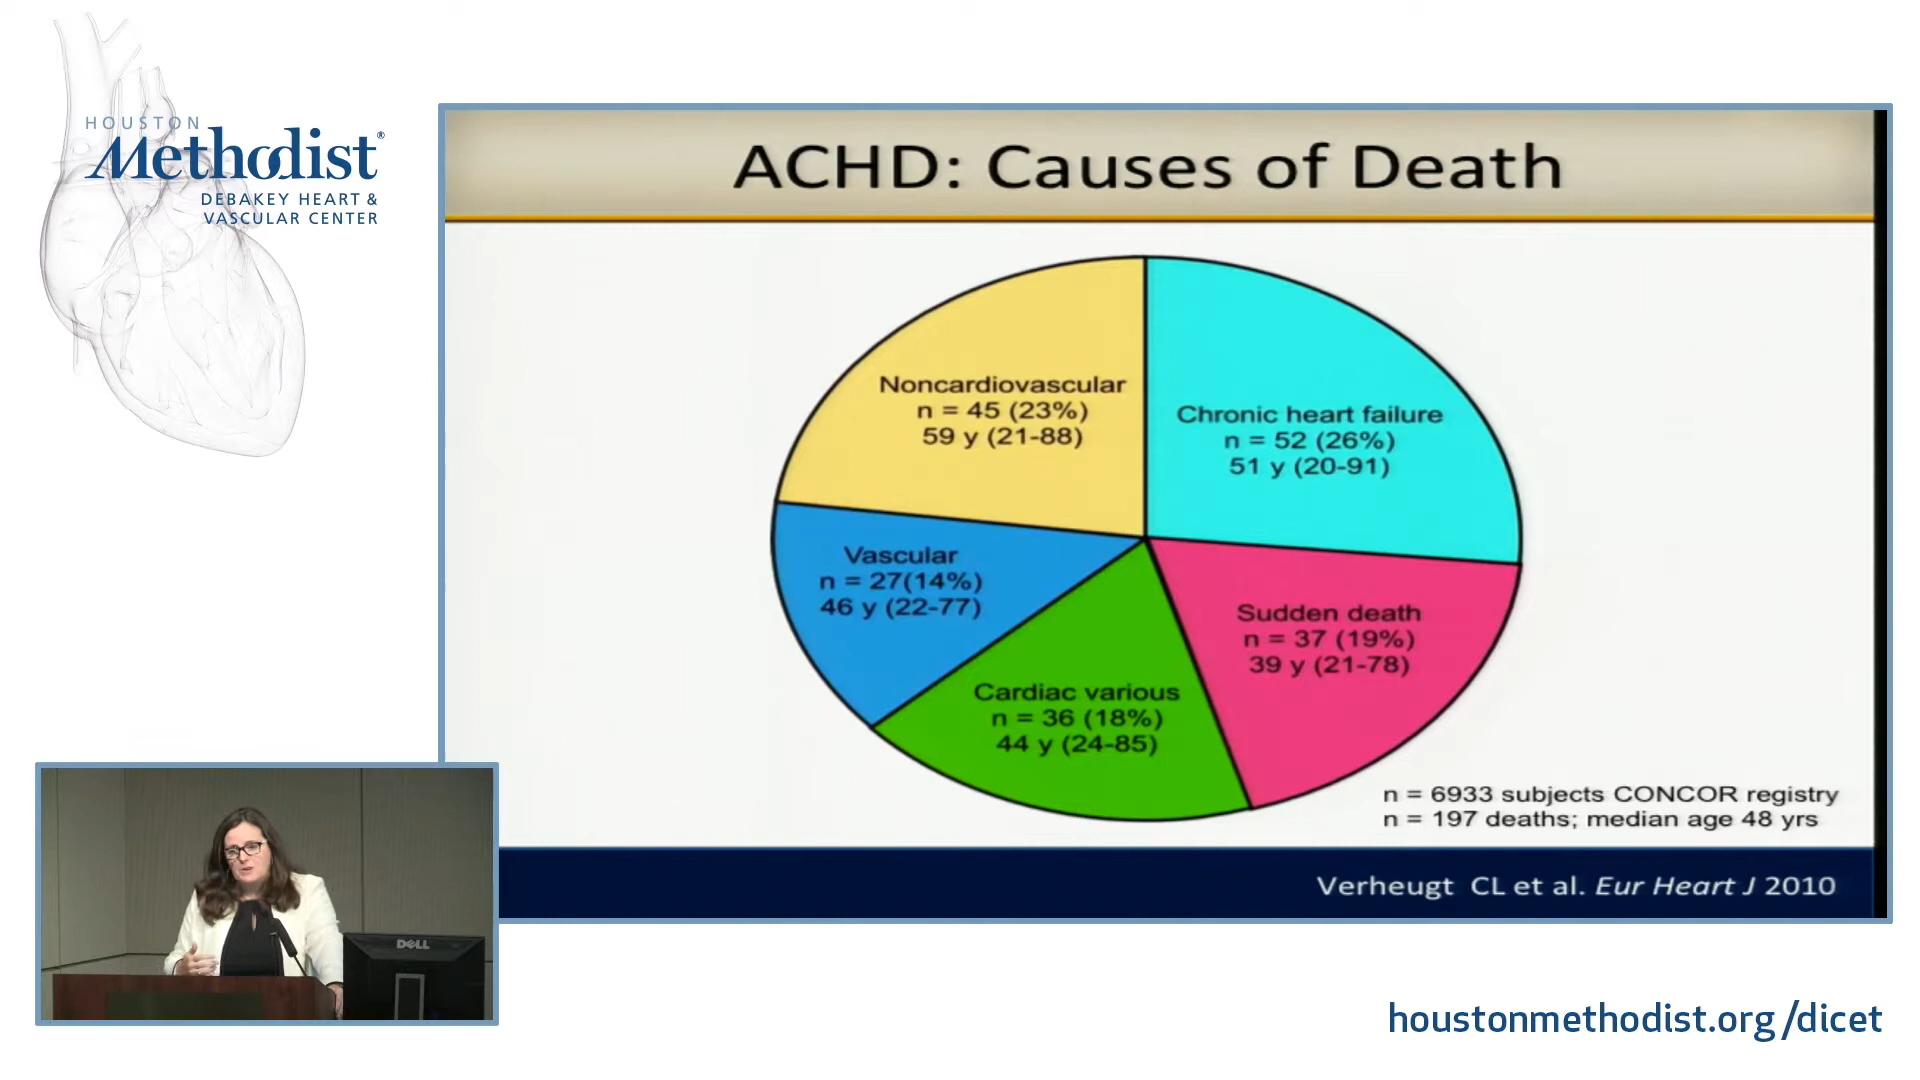 HOUSTON
Methodist®
DEBAKEY HEART &
VASCULAR CENTER
ACHD: Causes of Death
Noncardiovascular
n = 45 (23%)
59 y (21-88)
Chronic heart failure
n = 52 (26%)
51 y (20-91)
Vascular
n = 27(14%)
46 y (22-77)
Sudden death
n = 37 (19%)
39 y (21-78)
Cardiac various
n = 36 (18%)
44 y (24-85)
n = 6933 subjects CONCOR registry
n = 197 deaths; median age 48 yrs
Verheugt CL et al. Eur Heart J 2010
DELL
houstonmethodist.org/dicet